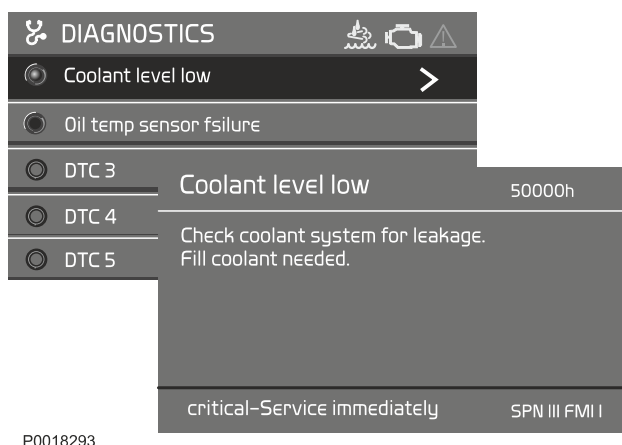 DIAGNOSTICS
Coolant level low
Oil temp sensor fsilure
DTC 3
DTC 4
DTC 5
Coolant level low 50000h
Check coolant system for leakage.
Fill coolant needed.
critical-Service immediately SPN III FMI I
P0018293